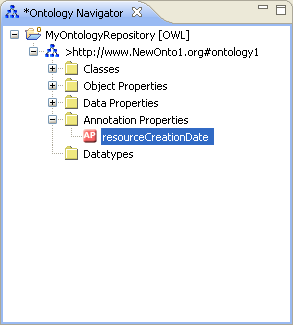 *Ontology Navigator
MyOntologyRepository [OWL]
>http://www.NewOnto1.org#ontology1
Classes
Object Properties
Data Properties
Annotation Properties
AP resourceCreationDate
Datatypes